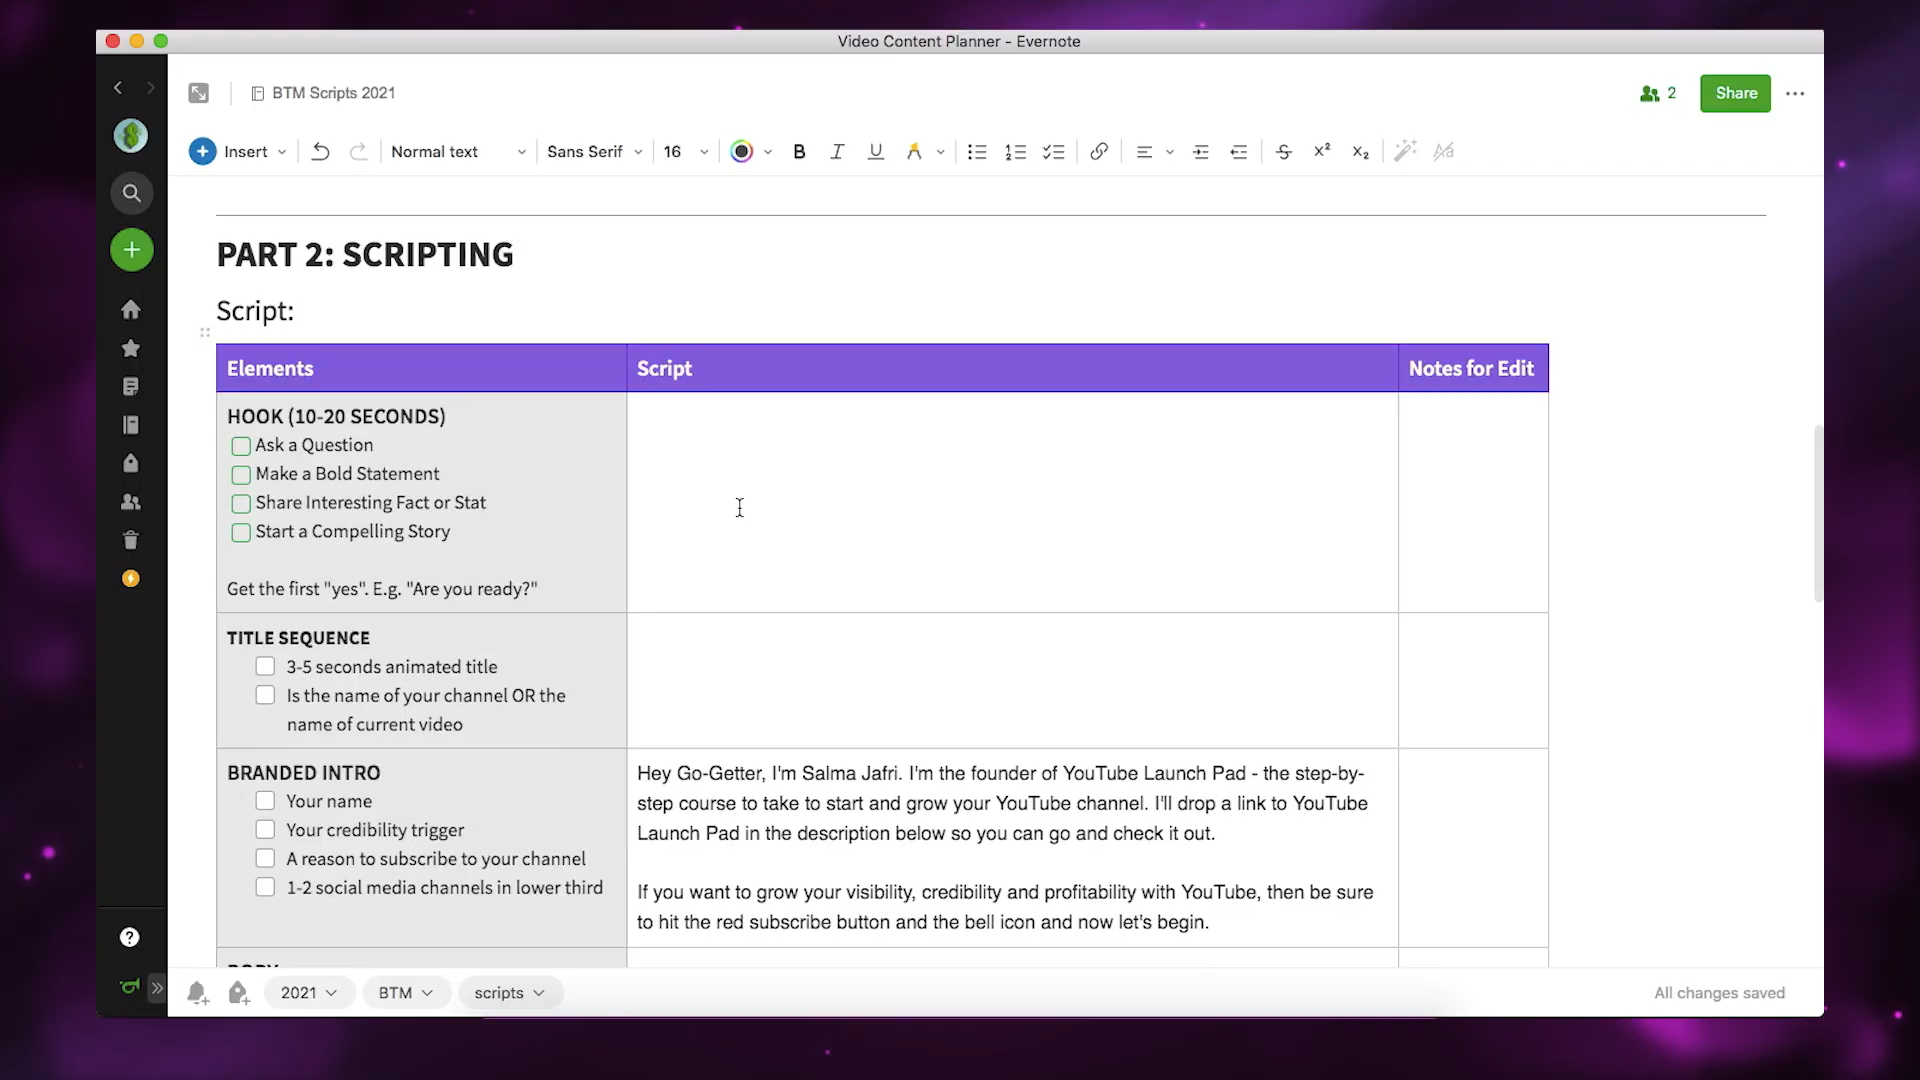 Video Content Planner - Evernote
BTM Scripts 2021
2
Share
Insert
Normal text
Sans Serif
16
PART 2: SCRIPTING
Script:
Elements
Script
Notes for Edit
HOOK (10-20 SECONDS)
Ask a Question
Make a Bold Statement
Share Interesting Fact or Stat
Start a Compelling Story
Get the first "yes". E.g. "Are you ready?"
TITLE SEQUENCE
3-5 seconds animated title
Is the name of your channel OR the
name of current video
BRANDED INTRO
Your name
Your credibility trigger
A reason to subscribe to your channel
1-2 social media channels in lower third
Hey Go-Getter, I'm Salma Jafri. I'm the founder of YouTube Launch Pad - the step-by-
step course to take to start and grow your YouTube channel. I'll drop a link to YouTube
Launch Pad in the description below so you can go and check it out.
If you want to grow your visibility, credibility and profitability with YouTube, then be sure
to hit the red subscribe button and the bell icon and now let's begin.
BODY
2021
BTM
scripts
All changes saved